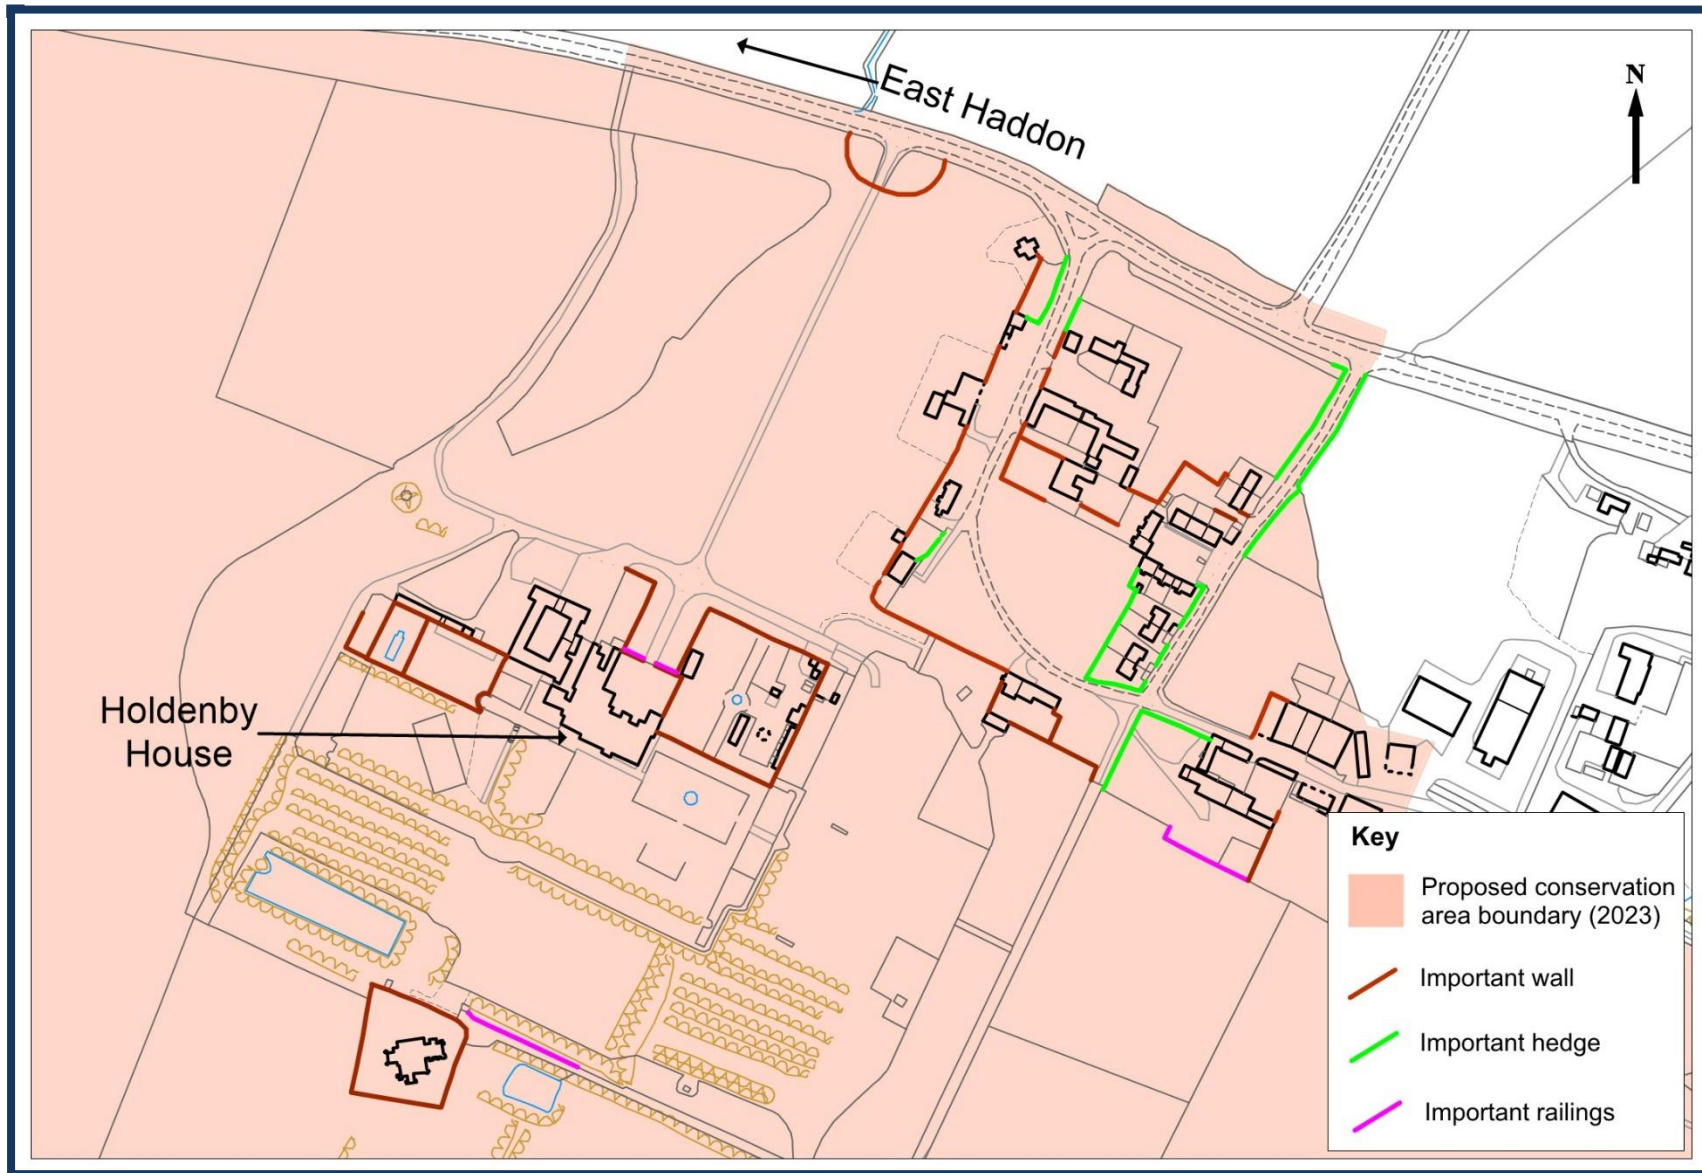 East Haddon
N
Holdenby
House
Key
Proposed conservation
area boundary (2023)
Important wall
Important hedge
Important railings